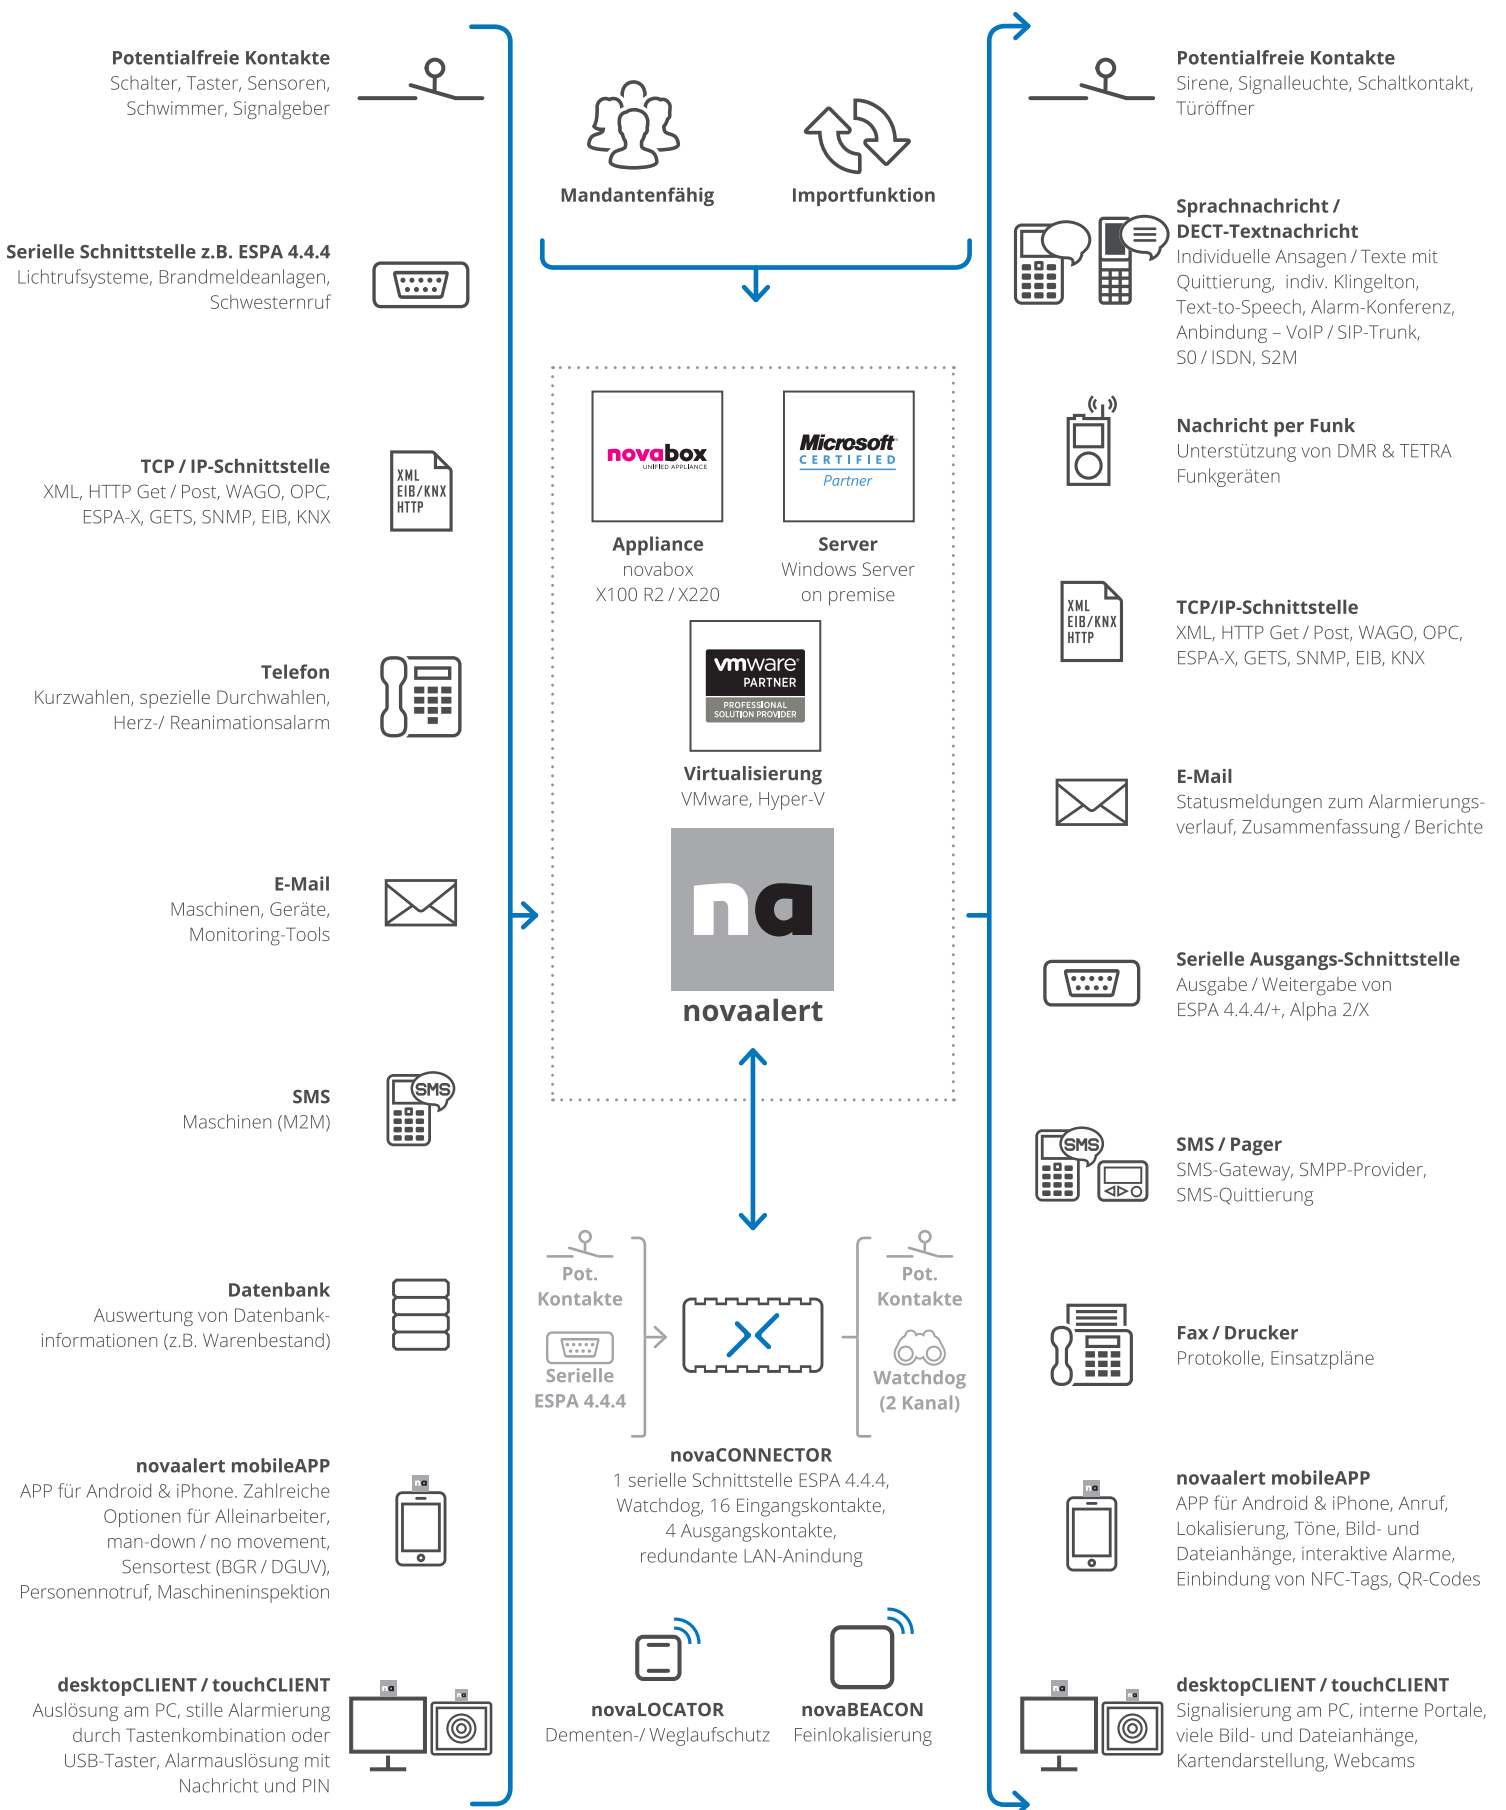 Potentialfreie Kontakte
Schalter, Taster, Sensoren,
Schwimmer, Signalgeber
Serielle Schnittstelle z.B. ESPA 4.4.4
Lichtrufsysteme, Brandmeldeanlagen,
Schwesternruf
TCP / IP-Schnittstelle
XML, HTTP Get / Post, WAGO, OPC,
ESPA-X, GETS, SNMP, EIB, KNX
XML
EIB/KNX
HTTP
Telefon
Kurzwahlen, spezielle Durchwahlen,
Herz-/ Reanimationsalarm
E-Mail
Maschinen, Geräte,
Monitoring-Tools
SMS
Maschinen (M2M)
SMS
Datenbank
Auswertung von Datenbank-
informationen (z.B. Warenbestand)
novaalert mobileAPP
APP für Android & iPhone. Zahlreiche
Optionen für Alleinarbeiter,
man-down / no movement,
Sensortest (BGR / DGUV),
Personennotruf, Maschineninspektion
na
desktopCLIENT / touchCLIENT
Auslösung am PC, stille Alarmierung
durch Tastenkombination oder
USB-Taster, Alarmauslösung mit
Nachricht und PIN
na
na
Mandantenfähig
Importfunktion
novabox
UNIFIED APPLIANCE
Appliance
novabox
X100 R2 / X220
Microsoft
CERTIFIED
Partner
Server
Windows Server
on premise
vmware®
PARTNER
PROFESSIONAL
SOLUTION PROVIDER
Virtualisierung
VMware, Hyper-V
na
novaalert
Pot.
Kontakte
Serielle
ESPA 4.4.4
Pot.
Kontakte
Watchdog
(2 Kanal)
novaCONNECTOR
1 serielle Schnittstelle ESPA 4.4.4,
Watchdog, 16 Eingangskontakte,
4 Ausgangskontakte,
redundante LAN-Anindung
novaLOCATOR
Dementen-/ Weglaufschutz
novaBEACON
Feinlokalisierung
Potentialfreie Kontakte
Sirene, Signalleuchte, Schaltkontakt,
Türöffner
Sprachnachricht /
DECT-Textnachricht
Individuelle Ansagen / Texte mit
Quittierung, indiv. Klingelton,
Text-to-Speech, Alarm-Konferenz,
Anbindung – VoIP / SIP-Trunk,
S0 / ISDN, S2M
Nachricht per Funk
Unterstützung von DMR & TETRA
Funkgeräten
XML
EIB/KNX
HTTP
TCP/IP-Schnittstelle
XML, HTTP Get / Post, WAGO, OPC,
ESPA-X, GETS, SNMP, EIB, KNX
E-Mail
Statusmeldungen zum Alarmierungs-
verlauf, Zusammenfassung / Berichte
Serielle Ausgangs-Schnittstelle
Ausgabe / Weitergabe von
ESPA 4.4.4/+, Alpha 2/X
SMS
SMS / Pager
SMS-Gateway, SMPP-Provider,
SMS-Quittierung
Fax / Drucker
Protokolle, Einsatzpläne
na
novaalert mobileAPP
APP für Android & iPhone, Anruf,
Lokalisierung, Töne, Bild- und
Dateianhänge, interaktive Alarme,
Einbindung von NFC-Tags, QR-Codes
na
na
desktopCLIENT / touchCLIENT
Signalisierung am PC, interne Portale,
viele Bild- und Dateianhänge,
Kartendarstellung, Webcams